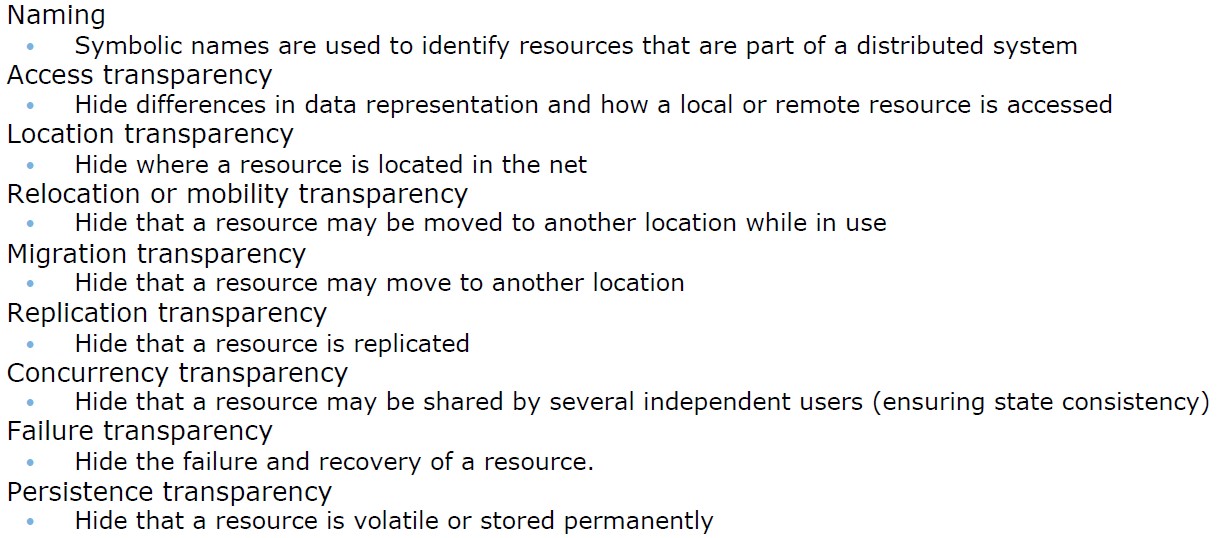 Naming
• Symbolic names are used to identify resources that are part of a distributed system
Access transparency
• Hide differences in data representation and how a local or remote resource is accessed
Location transparency
• Hide where a resource is located in the net
Relocation or mobility transparency
• Hide that a resource may be moved to another location while in use
Migration transparency
• Hide that a resource may move to another location
Replication transparency
• Hide that a resource is replicated
Concurrency transparency
• Hide that a resource may be shared by several independent users (ensuring state consistency)
Failure transparency
• Hide the failure and recovery of a resource.
Persistence transparency
• Hide that a resource is volatile or stored permanently